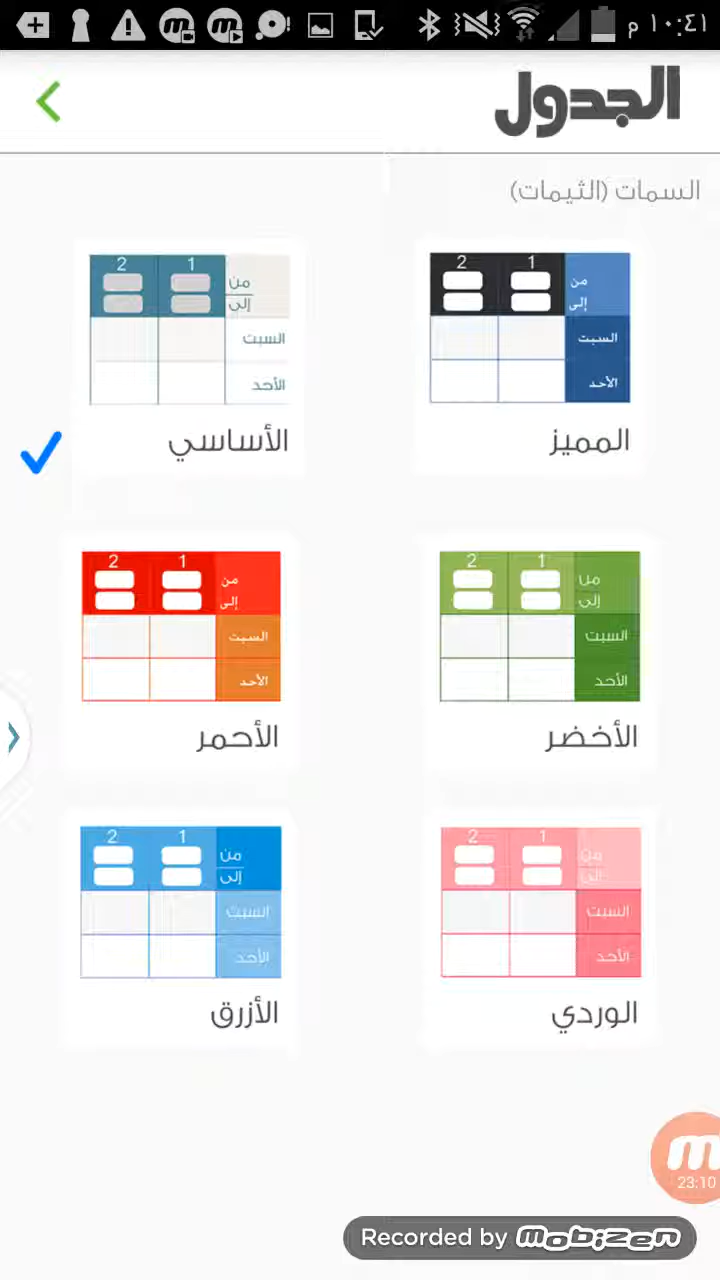 ١٠:٤١ م
الجدول
السمات (الثيمات)
من 1 2
إلى
السبت
الأحد
المميز
من 1 2
إلى
السبت
الأحد
الأساسي
من 1 2
إلى
السبت
الأحد
الأخضر
من 1 2
إلى
السبت
الأحد
الأحمر
من 1 2
إلى
السبت
الأحد
الوردي
من 1 2
إلى
السبت
الأحد
الأزرق
m
23:10
Recorded by mobizen